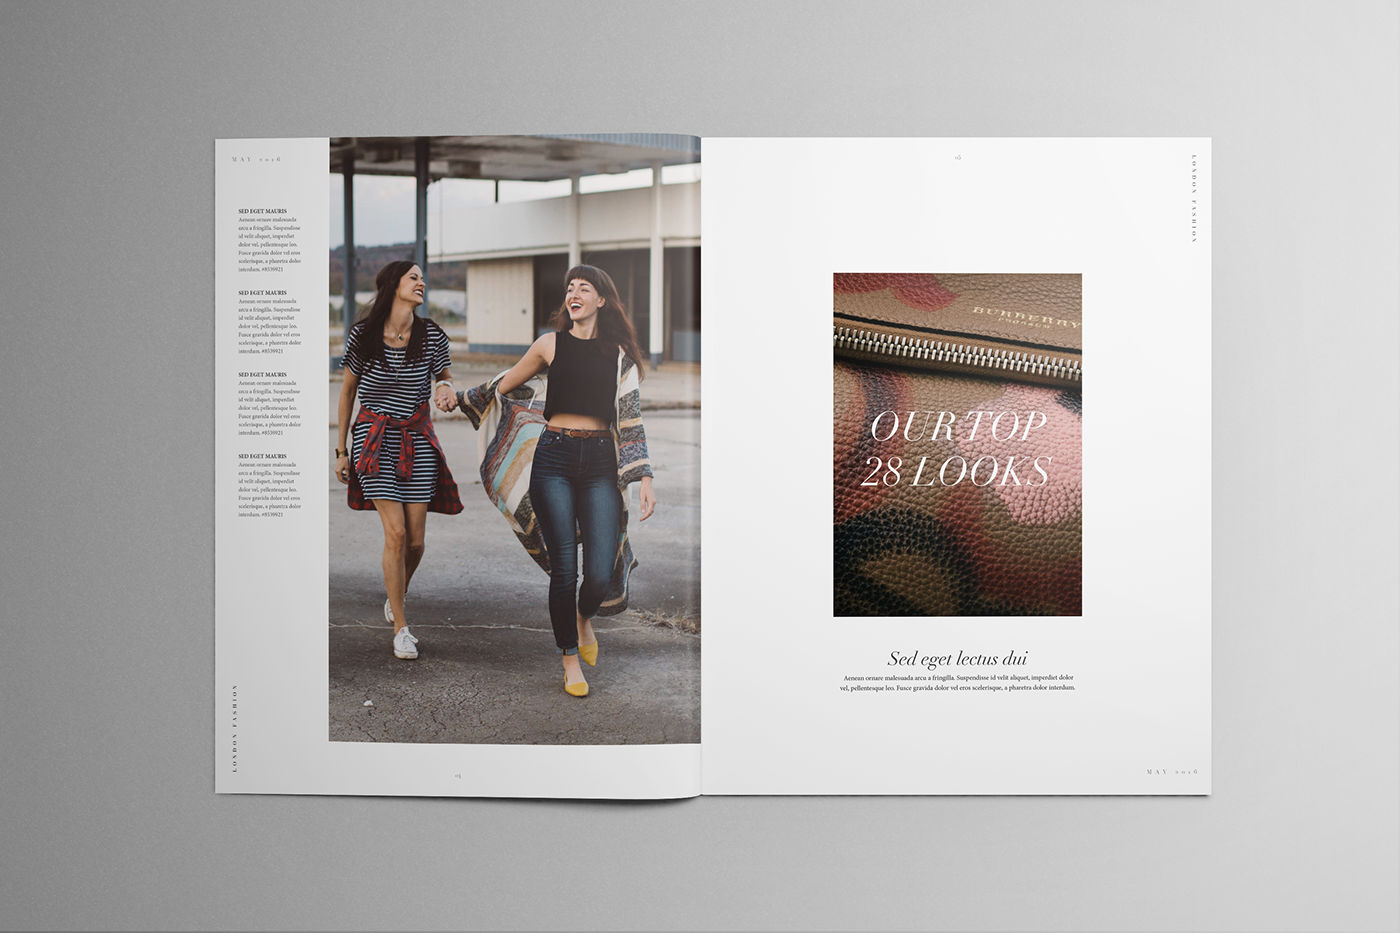 MAY 2016
SED EGET MAURIS
Aenean ornare malesuada
arcu a fringilla. Suspendisse
id velit aliquet, imperdiet
dolor vel, pellentesque leo.
Fusce gravida dolor vel eros
scelerisque, a pharetra dolor
interdum. #8539921
SED EGET MAURIS
Aenean ornare malesuada
arcu a fringilla. Suspendisse
id velit aliquet, imperdiet
dolor vel, pellentesque leo.
Fusce gravida dolor vel eros
scelerisque, a pharetra dolor
interdum. #8539921
SED EGET MAURIS
Aenean ornare malesuada
arcu a fringilla. Suspendisse
id velit aliquet, imperdiet
dolor vel, pellentesque leo.
Fusce gravida dolor vel eros
scelerisque, a pharetra dolor
interdum. #8539921
SED EGET MAURIS
Aenean ornare malesuada
arcu a fringilla. Suspendisse
id velit aliquet, imperdiet
dolor vel, pellentesque leo.
Fusce gravida dolor vel eros
scelerisque, a pharetra dolor
interdum. #8539921
LONDON FASHION
04
05
LONDON FASHION
BURBERRY
PRORSUM
OUR TOP
28 LOOKS
Sed eget lectus dui
Aenean ornare malesuada arcu a fringilla. Suspendisse id velit aliquet, imperdiet dolor
vel, pellentesque leo. Fusce gravida dolor vel eros scelerisque, a pharetra dolor interdum.
MAY 2016